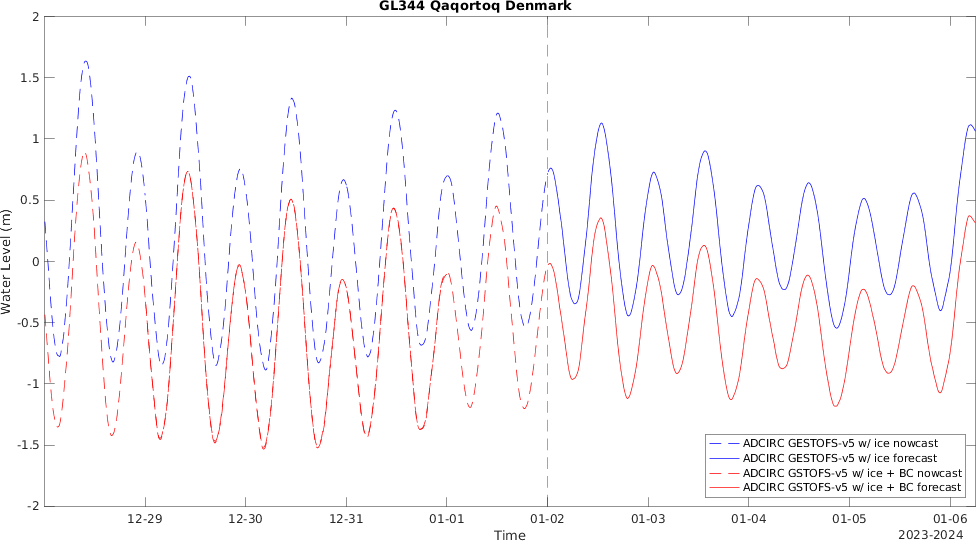 GL344 Qaqortoq Denmark
2
1.5
1
0.5
0
-0.5
-1
-1.5
-2
Water Level (m)
ADCIRC GESTOFS-v5 w/ ice nowcast
ADCIRC GESTOFS-v5 w/ ice forecast
ADCIRC GSTOFS-v5 w/ ice + BC nowcast
ADCIRC GSTOFS-v5 w/ ice + BC forecast
12-29 12-30 12-31 01-01 01-02 01-03 01-04 01-05 01-06
Time
2023-2024